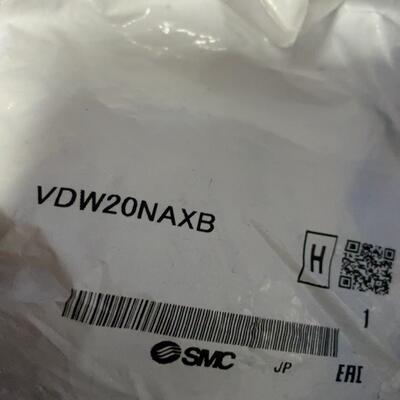 VDW20NAXB
H
1
SMC
JP
EAC